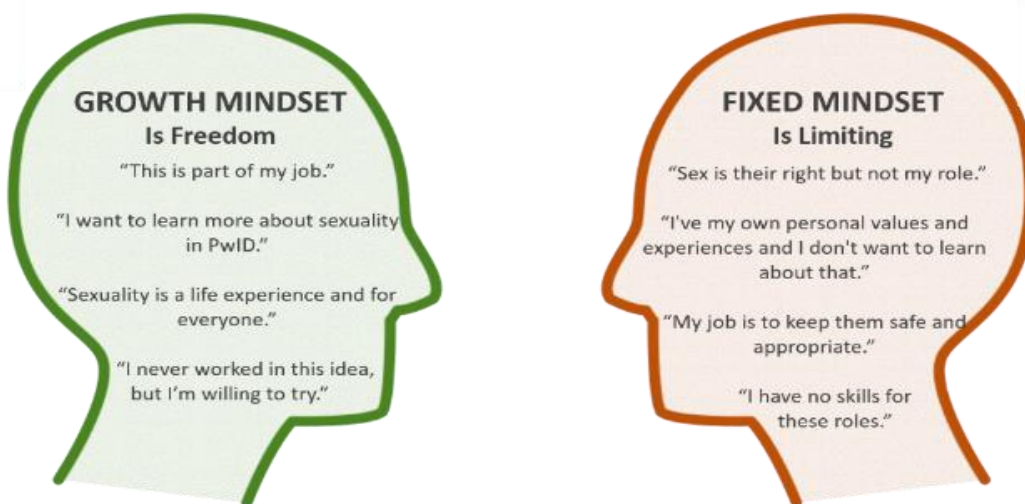 GROWTH MINDSET
Is Freedom
“This is part of my job.”
“I want to learn more about sexuality
in PwID.”
“Sexuality is a life experience and for
everyone.”
“I never worked in this idea,
but I’m willing to try.”
FIXED MINDSET
Is Limiting
“Sex is their right but not my role.”
“I've my own personal values and
experiences and I don't want to learn
about that.”
“My job is to keep them safe and
appropriate.”
“I have no skills for
these roles.”